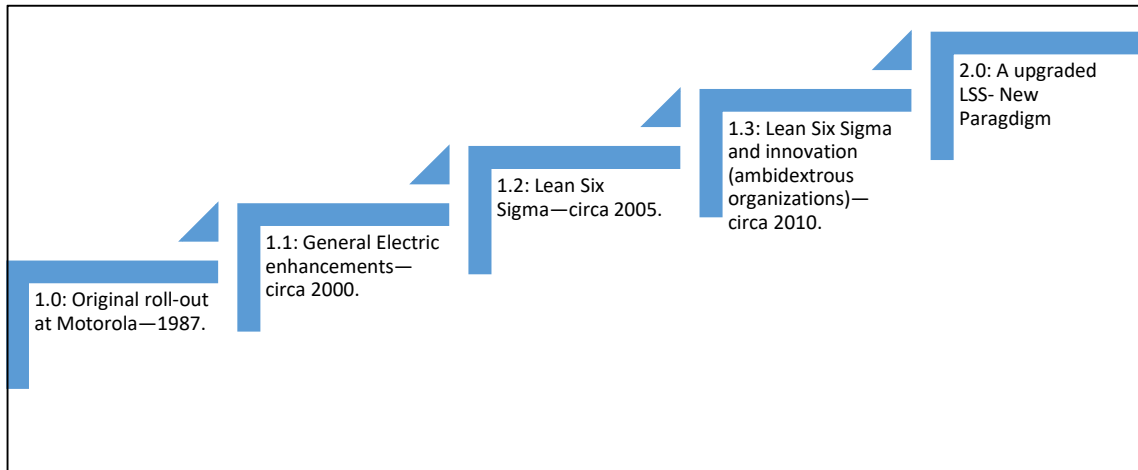 1.0: Original roll-out
at Motorola—1987.
1.1: General Electric
enhancements—
circa 2000.
1.2: Lean Six
Sigma—circa 2005.
1.3: Lean Six Sigma
and innovation
(ambidextrous
organizations)—
circa 2010.
2.0: A upgraded
LSS- New
Paragdigm